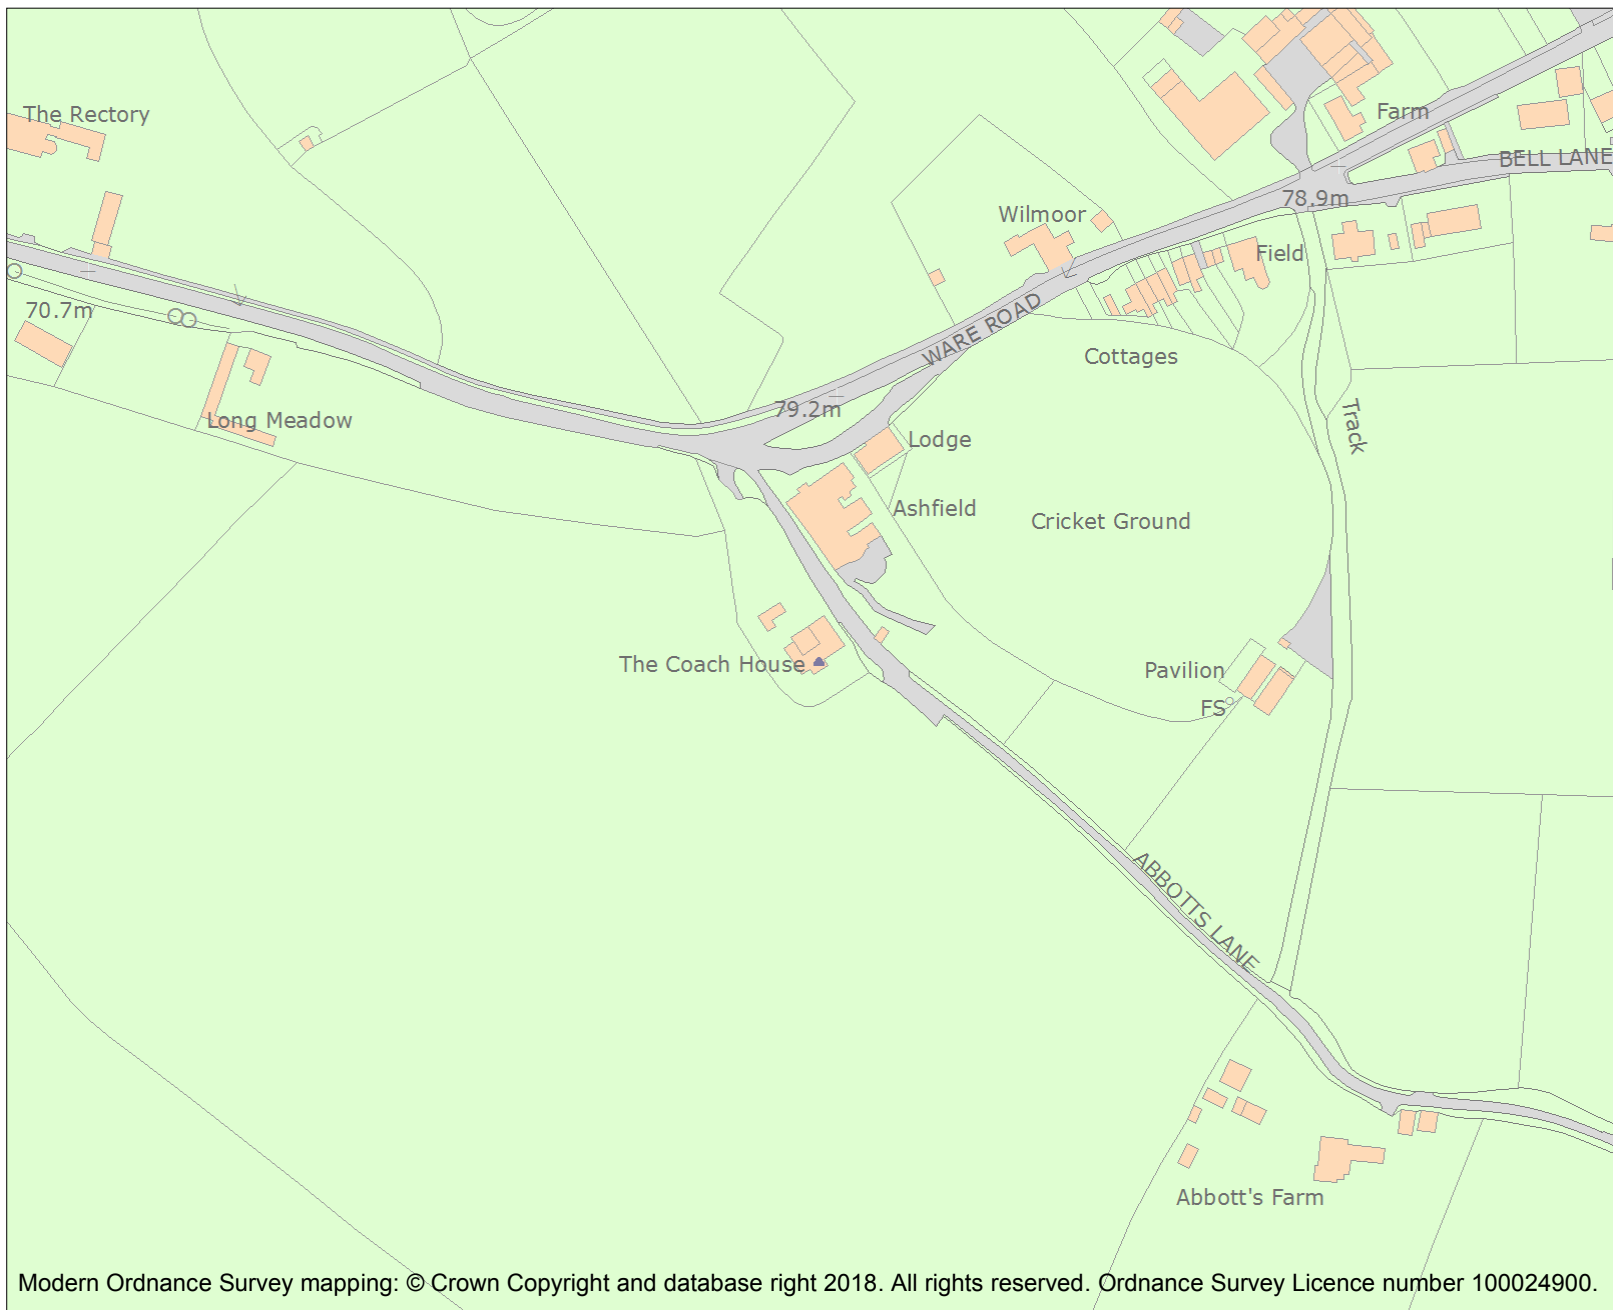 The Rectory
Farm
BELL LANE
78.9m
Wilmoor
Field
70.7m
WARE ROAD
Cottages
79.2m
Long Meadow
Track
Lodge
Ashfield
Cricket Ground
The Coach House
Pavilion
FS
ABBOTTS LANE
Abbott's Farm
Modern Ordnance Survey mapping: © Crown Copyright and database right 2018. All rights reserved. Ordnance Survey Licence number 100024900.